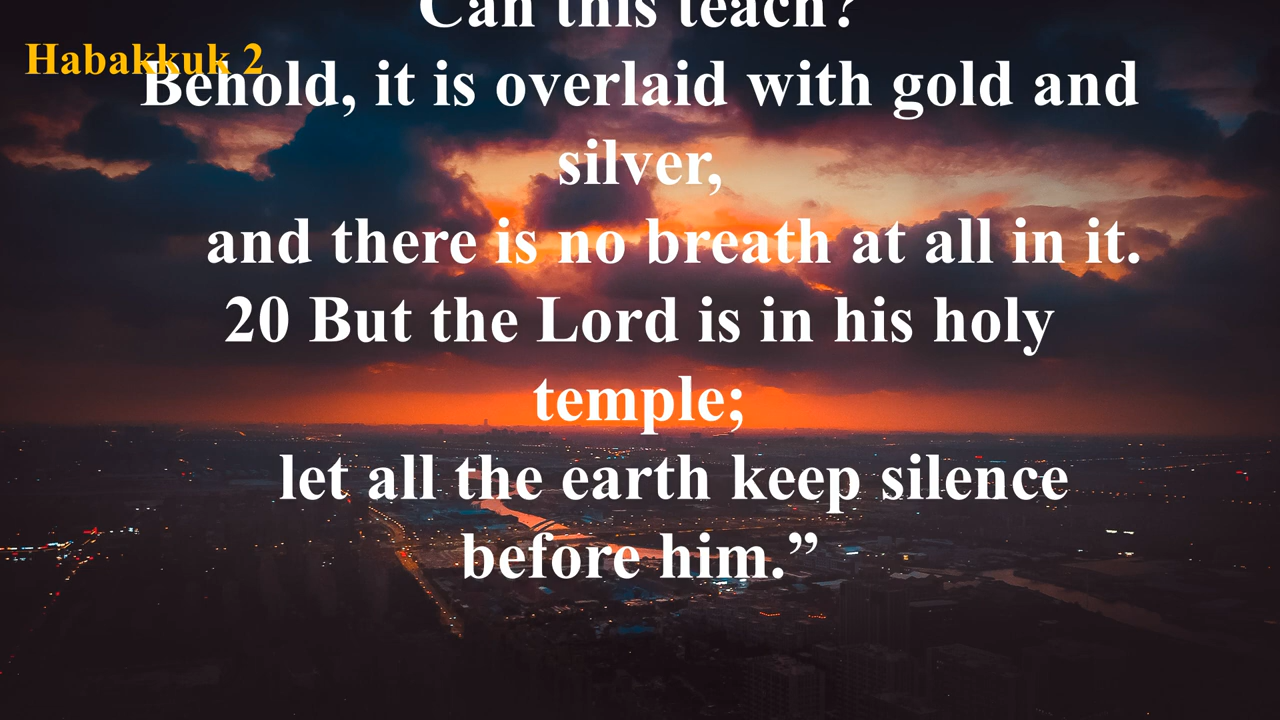 Can this teach?
Habakkuk 2
Behold, it is overlaid with gold and
silver,
and there is no breath at all in it.
20 But the Lord is in his holy
temple;
let all the earth keep silence
before him.”